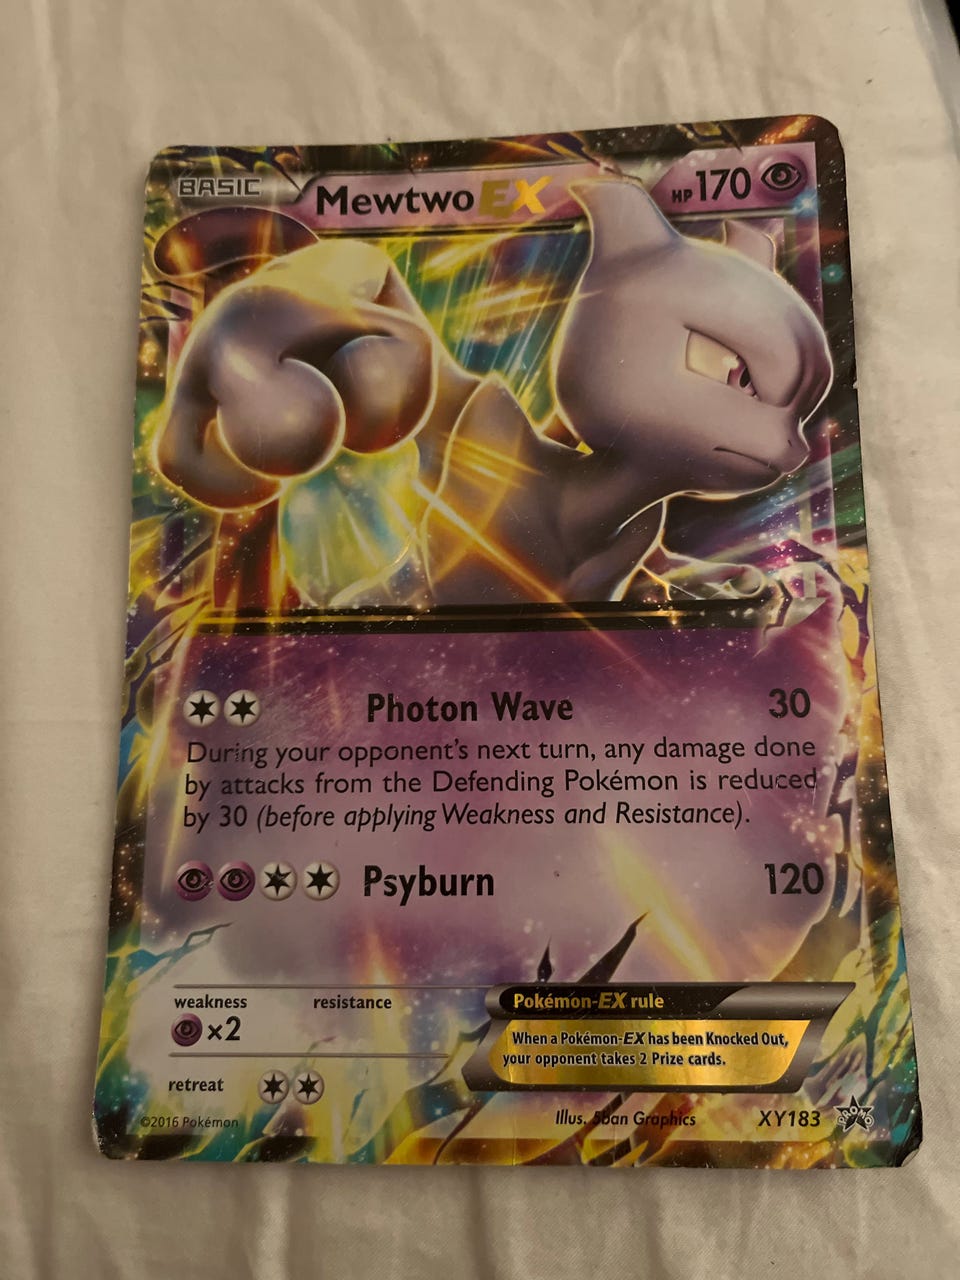 BASIC
Mewtwo EX
HP 170
Photon Wave 30
During your opponent's next turn, any damage done
by attacks from the Defending Pokémon is reduced
by 30 (before applying Weakness and Resistance).
Psyburn 120
weakness resistance
×2
Pokémon-EX rule
When a Pokémon-EX has been Knocked Out,
your opponent takes 2 Prize cards.
retreat
©2016 Pokémon
Illus. 5ban Graphics
XY183
PROMO